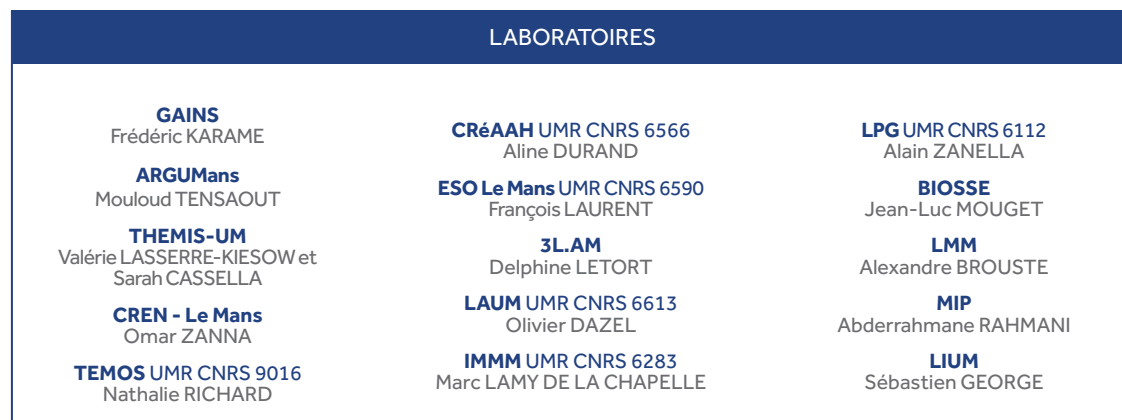 LABORATOIRES
GAINS
Frédéric KARAME
ARGUMans
Mouloud TENSAOUT
THEMIS-UM
Valérie LASSERRE-KIESOW et
Sarah CASSELLA
CREN - Le Mans
Omar ZANNA
TEMOS UMR CNRS 9016
Nathalie RICHARD
CRéAAH UMR CNRS 6566
Aline DURAND
ESO Le Mans UMR CNRS 6590
François LAURENT
3L.AM
Delphine LETORT
LAUM UMR CNRS 6613
Olivier DAZEL
IMMM UMR CNRS 6283
Marc LAMY DE LA CHAPELLE
LPG UMR CNRS 6112
Alain ZANELLA
BIOSSE
Jean-Luc MOUGET
LMM
Alexandre BROUSTE
MIP
Abderrahmane RAHMANI
LIUM
Sébastien GEORGE